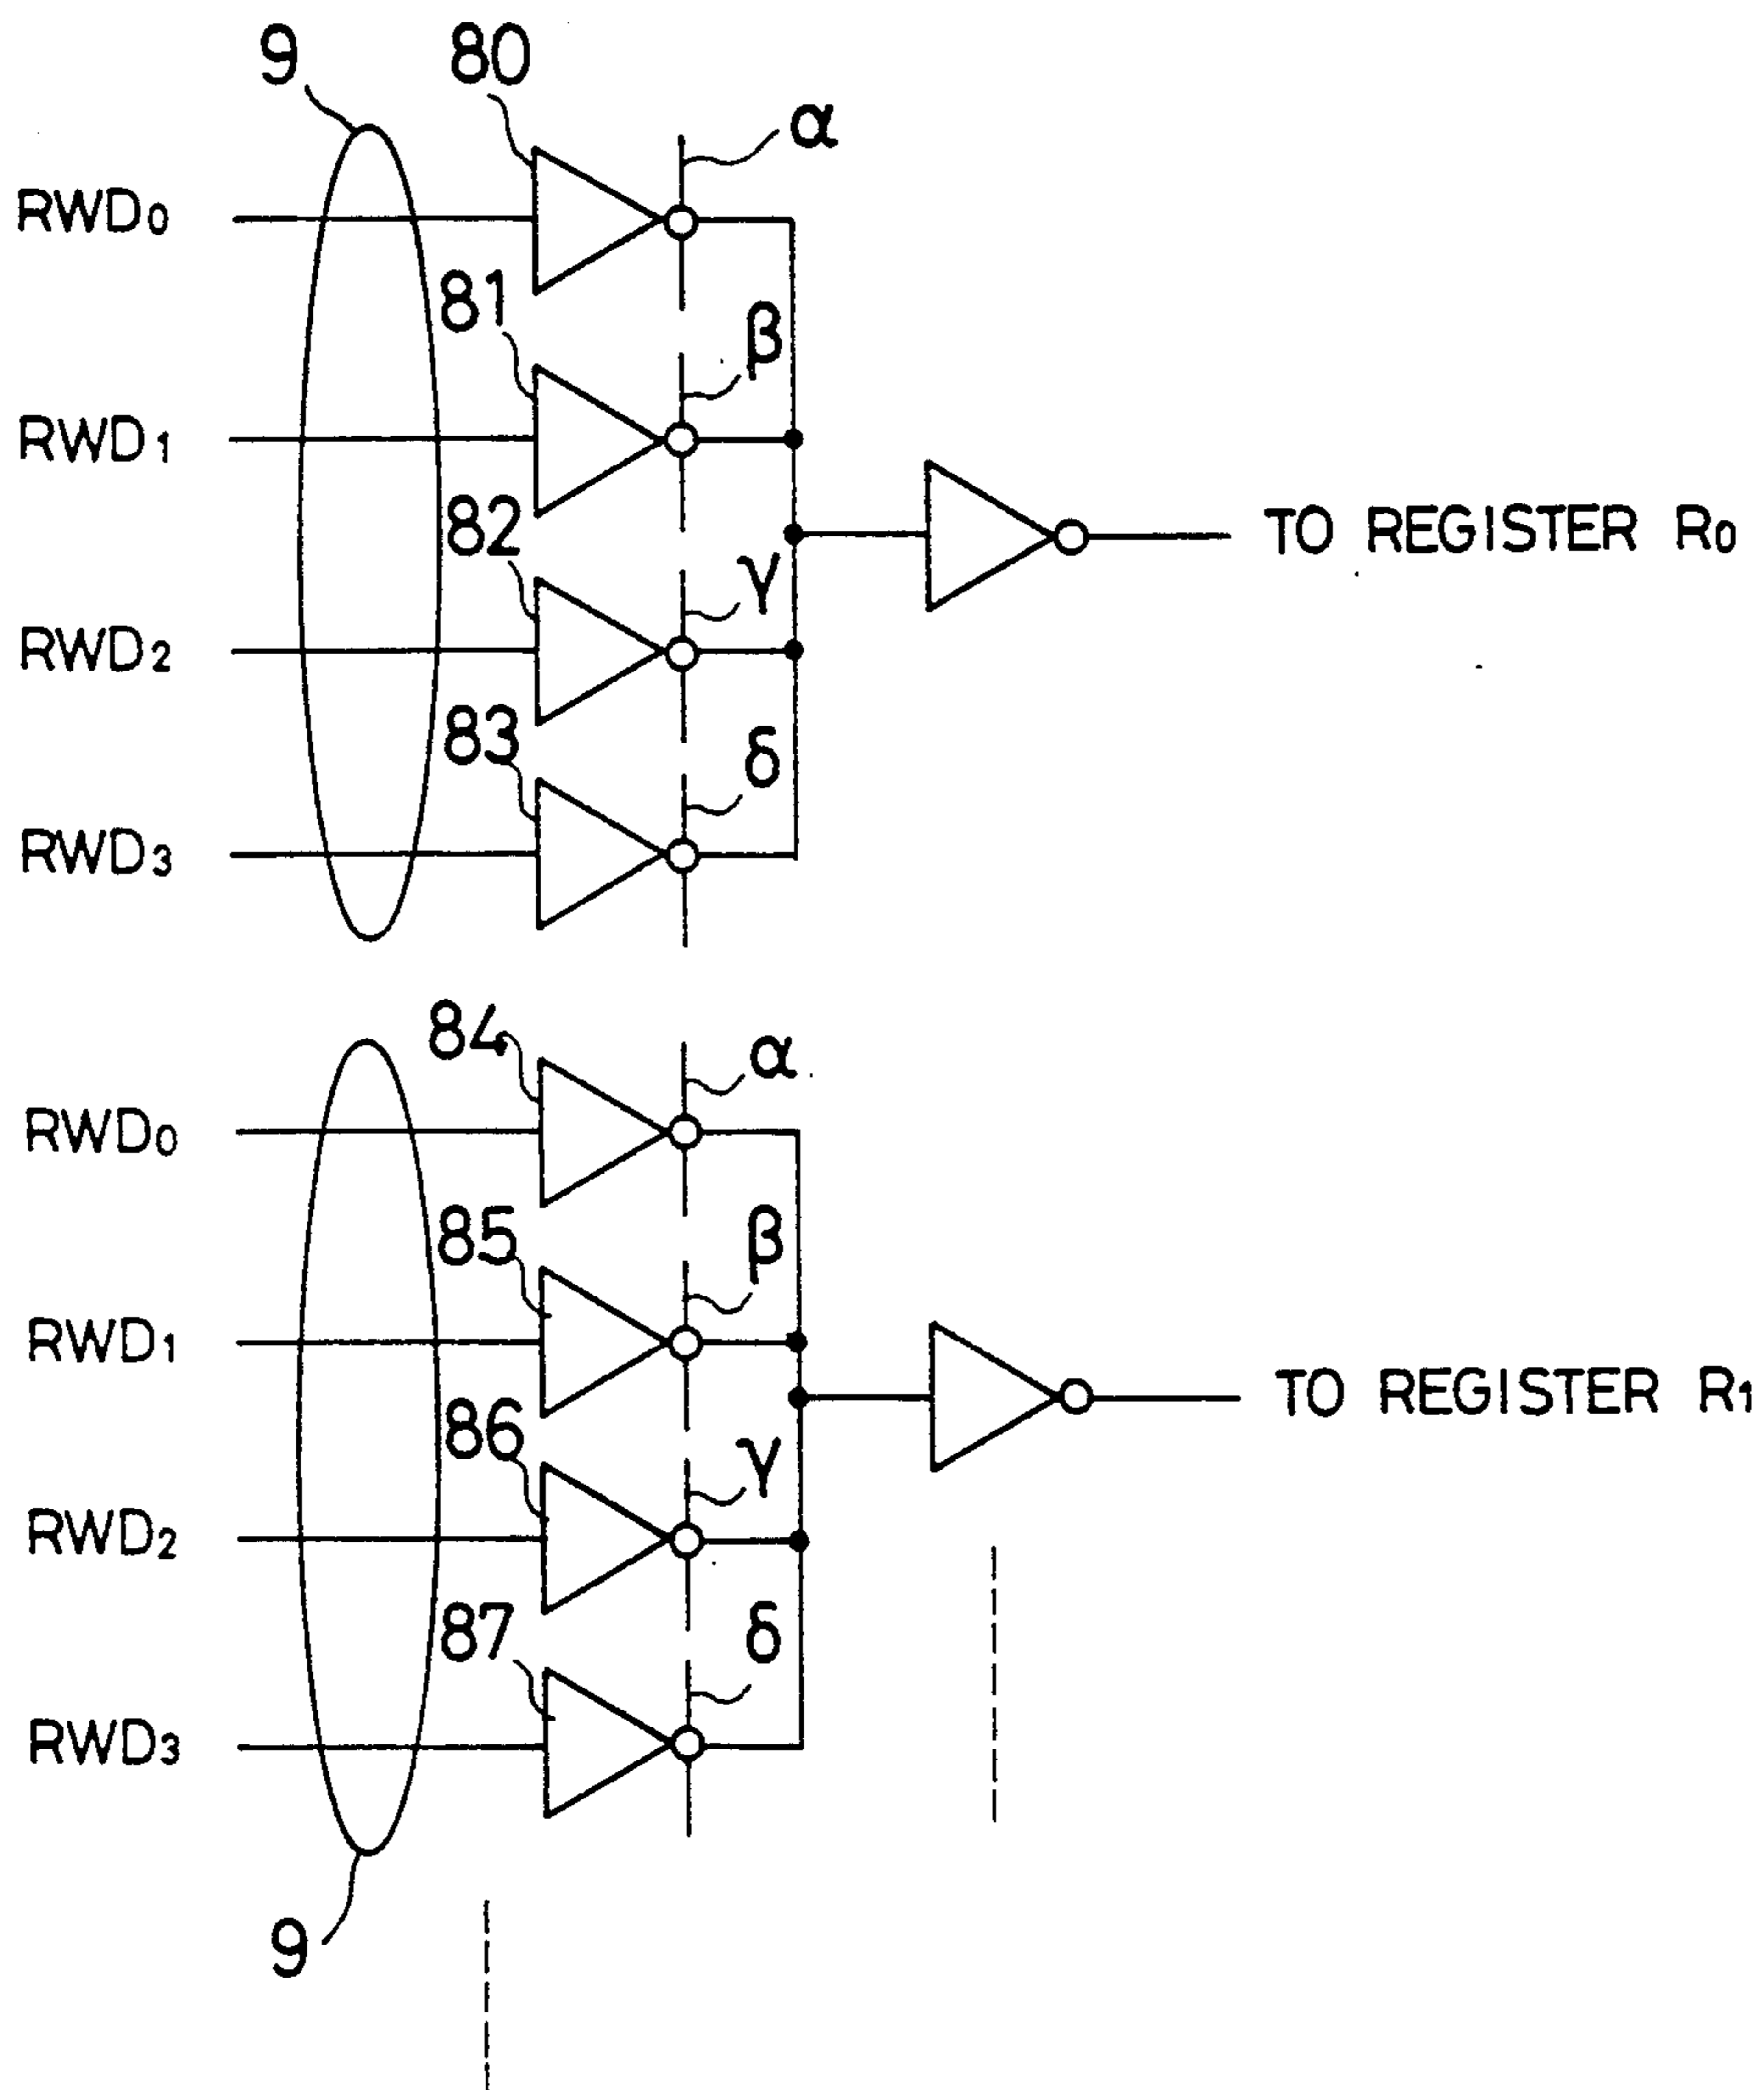 9
80
α
RWD0
81
β
RWD1
82
TO REGISTER R0
γ
RWD2
83
δ
RWD3
84
α
RWD0
85
β
RWD1
TO REGISTER R1
86
γ
RWD2
87
δ
RWD3
9